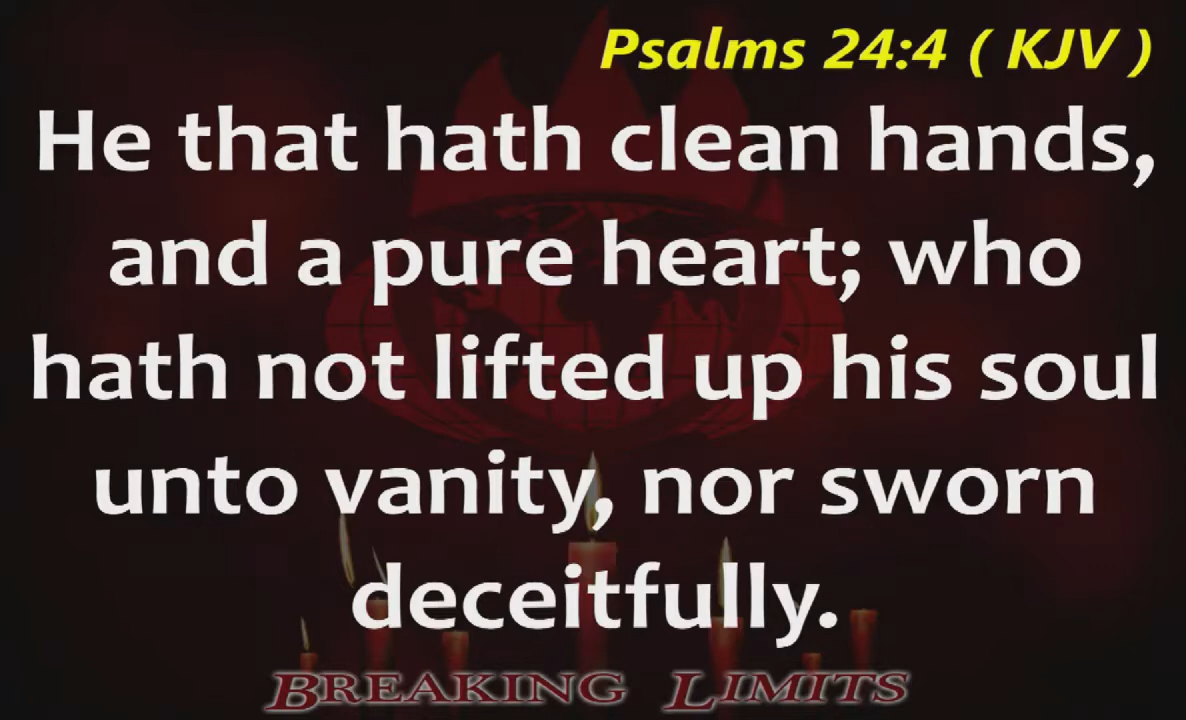 Psalms 24:4 ( KJV )
He that hath clean hands,
and a pure heart; who
hath not lifted up his soul
unto vanity, nor sworn
deceitfully.
BREAKING LIMITS